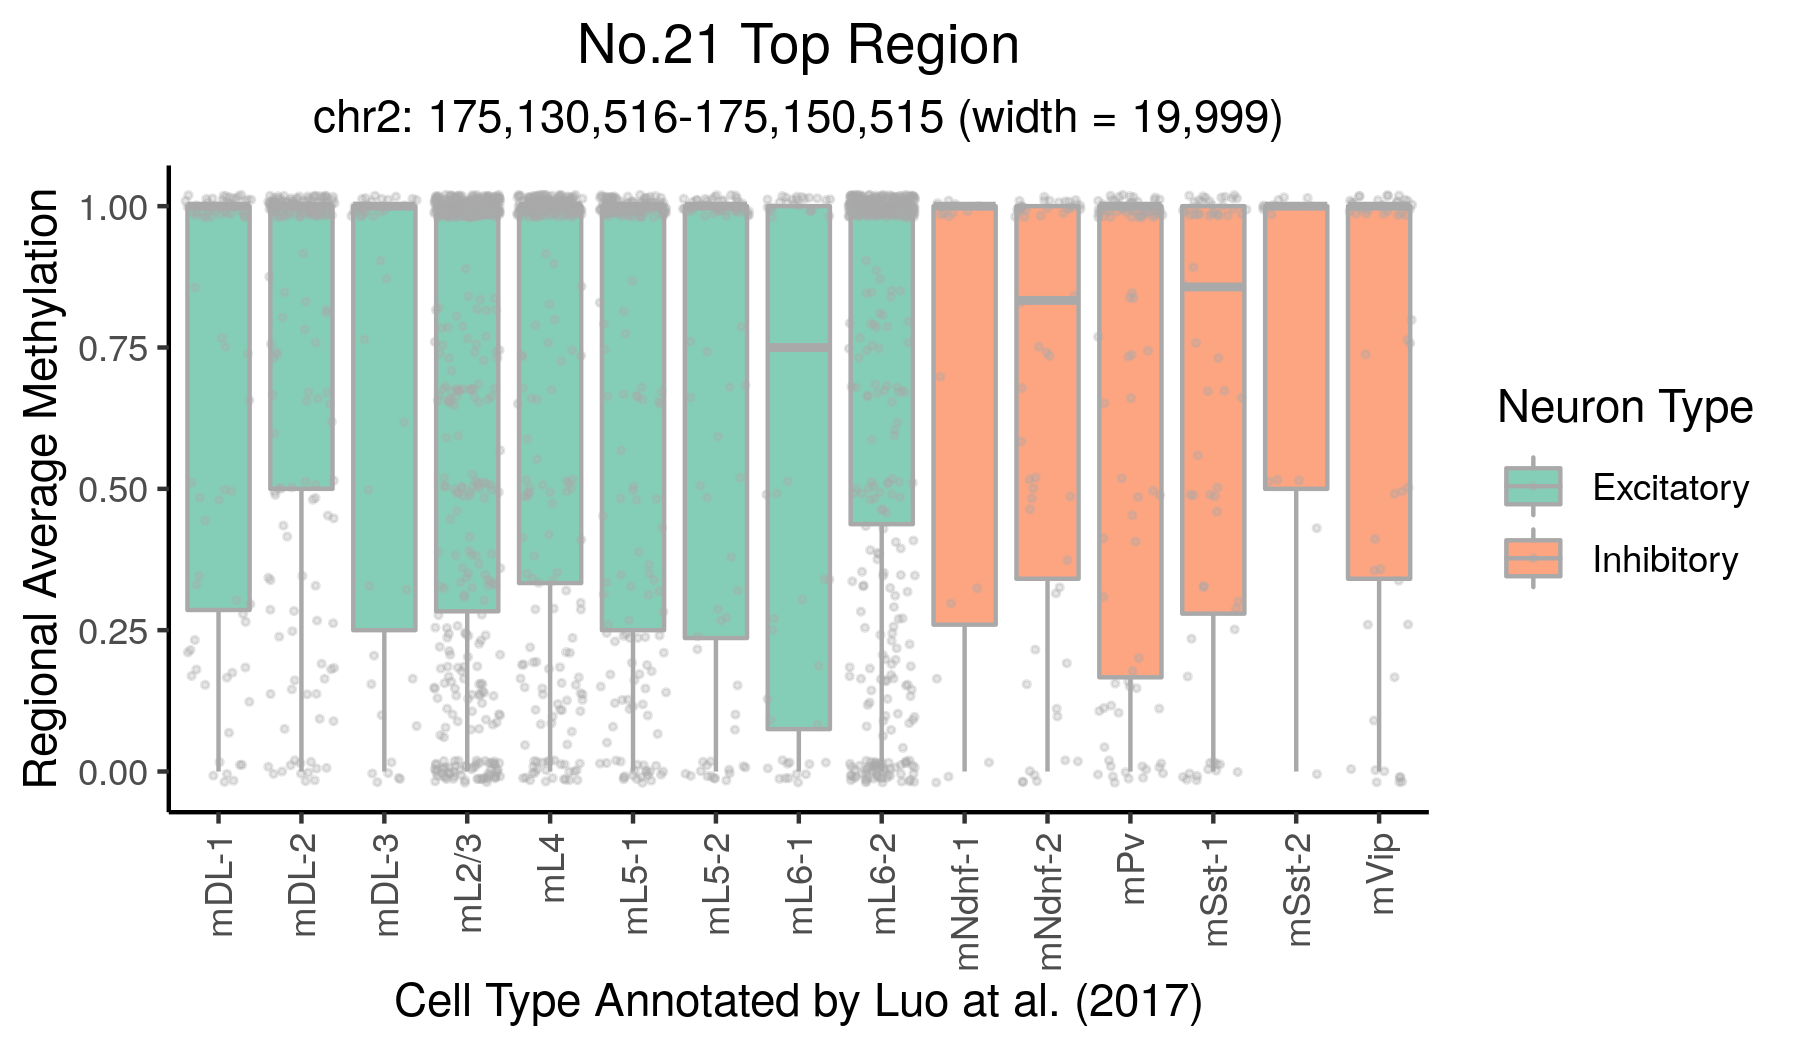 No.21 Top Region
chr2: 175,130,516-175,150,515 (width = 19,999)
Regional Average Methylation
1.00
0.75
0.50
0.25
0.00
mDL-1
mDL-2
mDL-3
mL2/3
mL4
mL5-1
mL5-2
mL6-1
mL6-2
mNdnf-1
mNdnf-2
mPv
mSst-1
mSst-2
mVip
Cell Type Annotated by Luo at al. (2017)
Neuron Type
Excitatory
Inhibitory